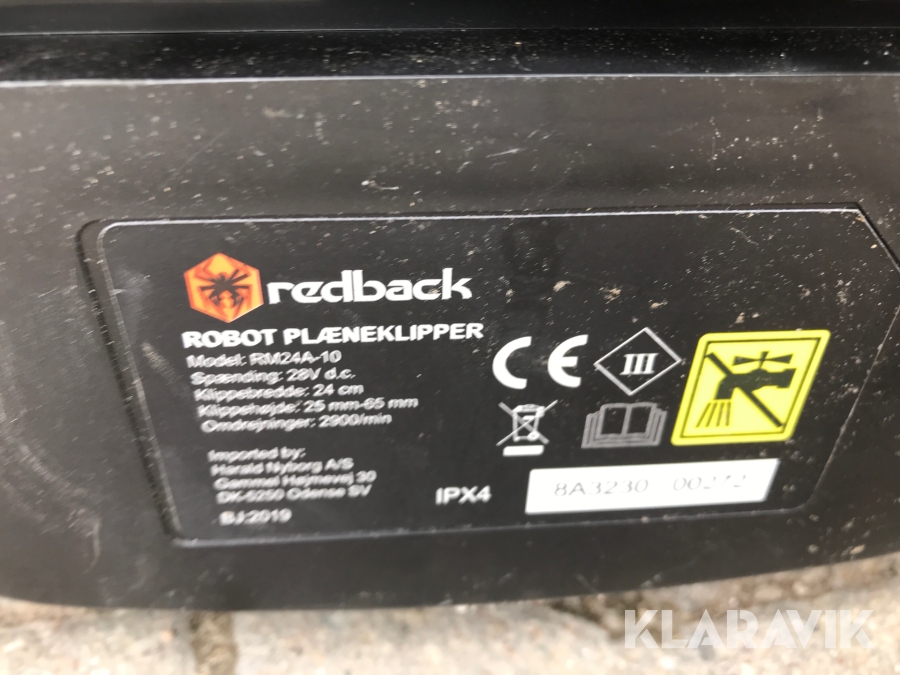 redback
ROBOT PLÆNEKLIPPER
Model: RM24A-10
Spænding: 28V d.c.
Klippebredde: 24 cm
Klippehøjde: 25 mm-65 mm
Omdrejninger: 2900/min
Imported by:
Harald Nyborg A/S
Gammel Højmevej 30
DK-5250 Odense SV
BJ:2019
CE
III
IPX4
8A3230 00272
KLARAVIK